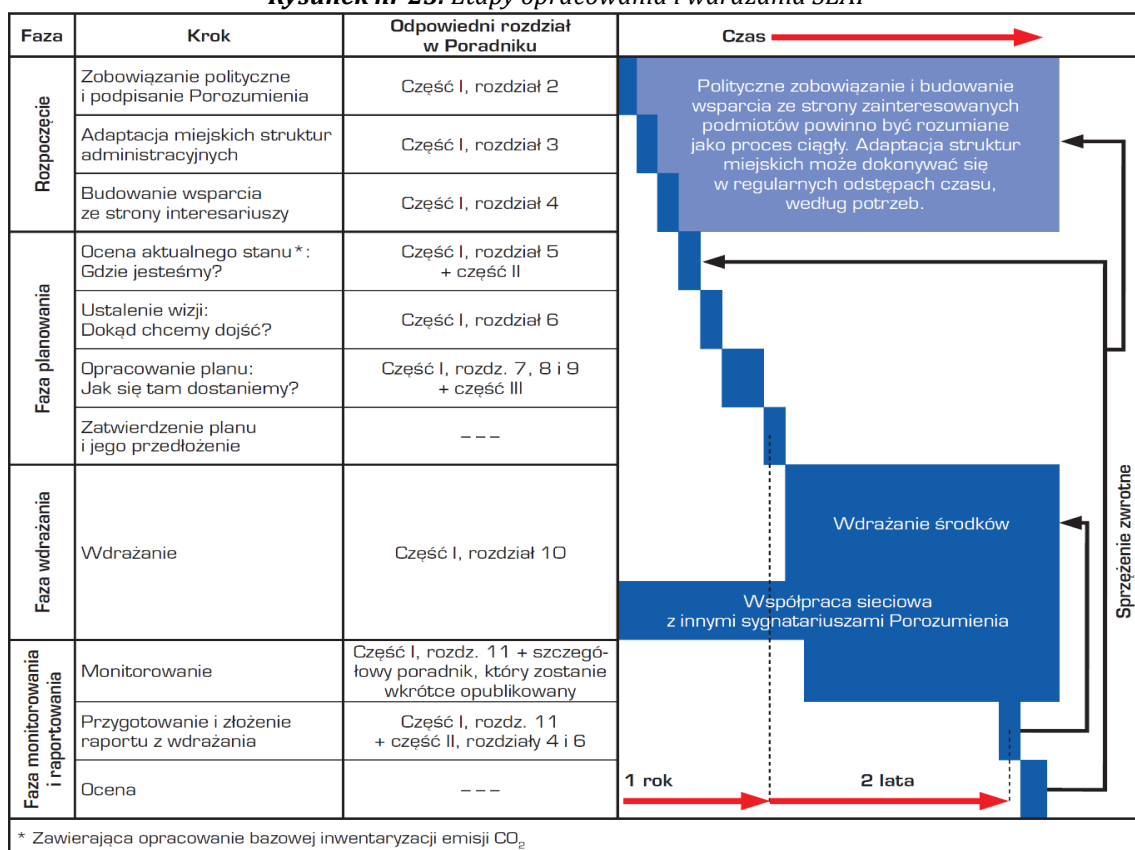 Rysunek nr 25. Etapy opracowania i wdrażania SEAP
Faza
Krok
Odpowiedni rozdział
w Poradniku
Czas
Rozpoczęcie
Zobowiązanie polityczne
i podpisanie Porozumienia
Część I, rozdział 2
Adaptacja miejskich struktur
administracyjnych
Część I, rozdział 3
Budowanie wsparcia
ze strony interesariuszy
Część I, rozdział 4
Polityczne zobowiązanie i budowanie
wsparcia ze strony zainteresowanych
podmiotów powinno być rozumiane
jako proces ciągły. Adaptacja struktur
miejskich może dokonywać się
w regularnych odstępach czasu,
według potrzeb.
Faza planowania
Ocena aktualnego stanu*:
Gdzie jesteśmy?
Część I, rozdział 5
+ część II
Ustalenie wizji:
Dokąd chcemy dojść?
Część I, rozdział 6
Opracowanie planu:
Jak się tam dostaniemy?
Część I, rozdz. 7, 8 i 9
+ część III
Zatwierdzenie planu
i jego przedłożenie
– – –
Faza wdrażania
Wdrażanie
Część I, rozdział 10
Wdrażanie środków
Współpraca sieciowa
z innymi sygnatariuszami Porozumienia
Sprzężenie zwrotne
Faza monitorowania
i raportowania
Monitorowanie
Część I, rozdz. 11 + szczegó-
łowy poradnik, który zostanie
wkrótce opublikowany
Przygotowanie i złożenie
raportu z wdrażania
Część I, rozdz. 11
+ część II, rozdziały 4 i 6
Ocena
– – –
1 rok
2 lata
* Zawierająca opracowanie bazowej inwentaryzacji emisji CO₂